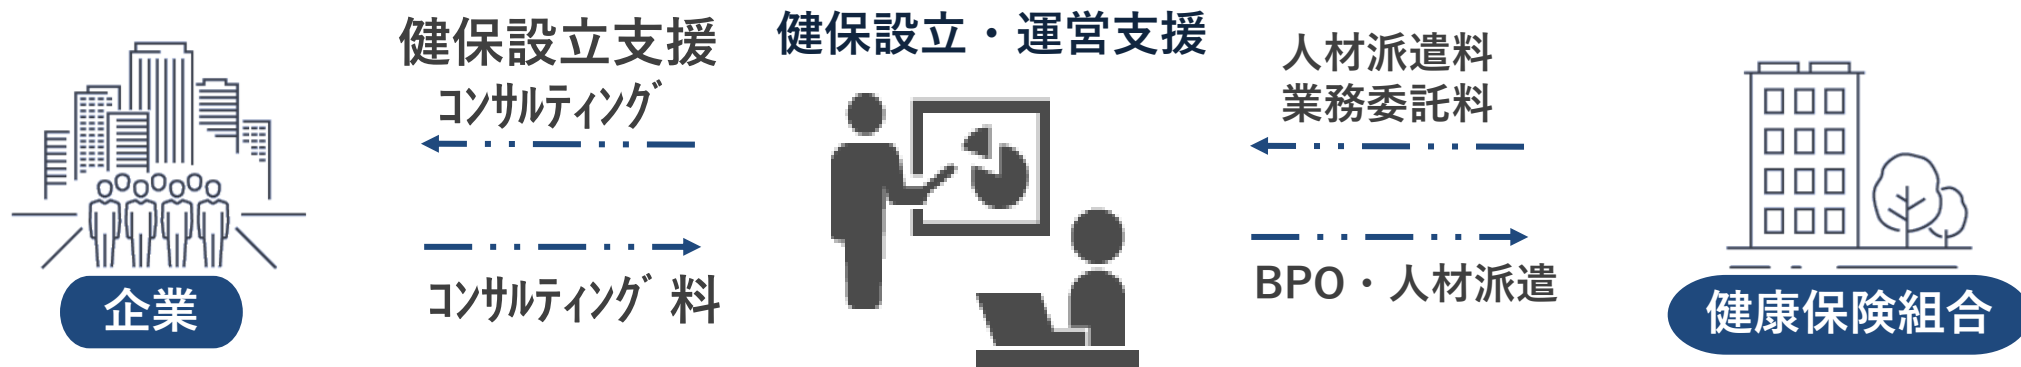 健保設立支援
ｺﾝｻﾙﾃｨﾝｸﾞ
ｺﾝｻﾙﾃｨﾝｸﾞ料
企業
健保設立・運営支援
人材派遣料
業務委託料
BPO・人材派遣
健康保険組合